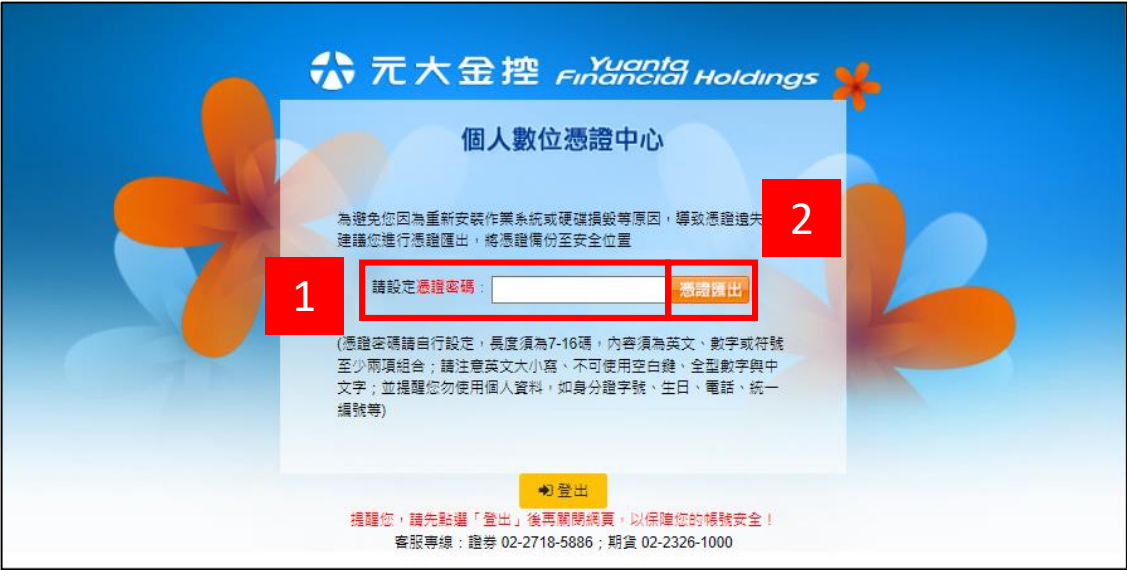 元大金控 Yuanta Financial Holdings
個人數位憑證中心
為避免您因為重新安裝作業系統或硬碟損毀等原因，導致憑證遺失
建議您進行憑證匯出，將憑證備份至安全位置
2
1
請設定憑證密碼：
憑證匯出
(憑證密碼請自行設定，長度須為7-16碼，內容須為英文、數字或符號
至少兩項組合；請注意英文大小寫、不可使用空白鍵、全型數字與中
文字；並提醒您勿使用個人資料，如身分證字號、生日、電話、統一
編號等)
登出
提醒您，請先點選「登出」後再關閉網頁，以保障您的帳號安全！
客服專線：證券 02-2718-5886；期貨 02-2326-1000